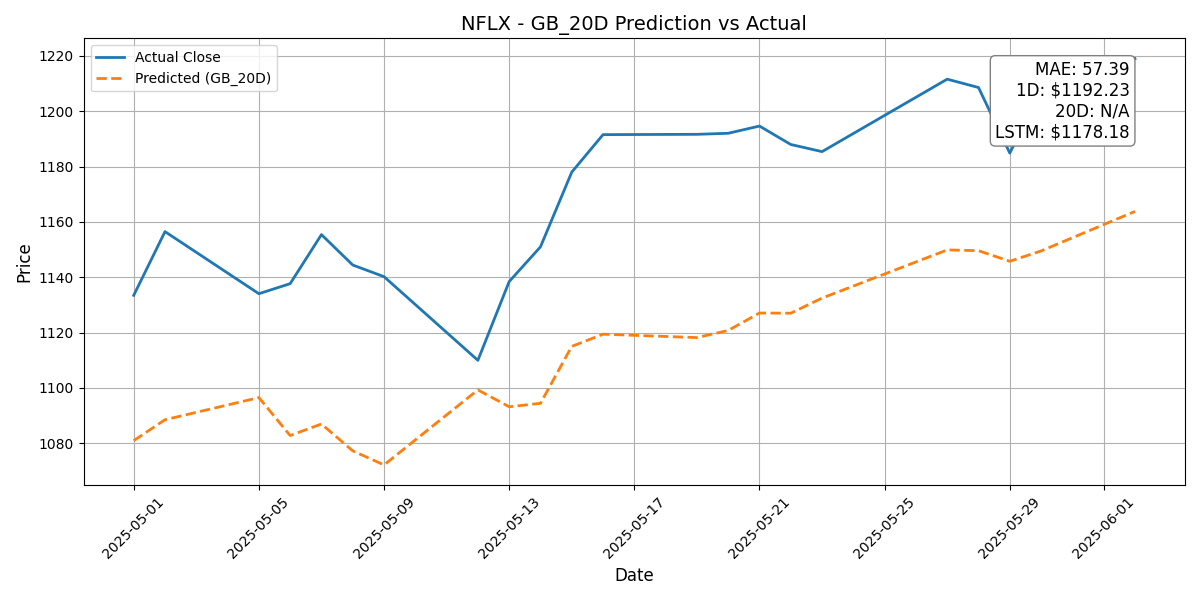 NFLX - GB_20D Prediction vs Actual
Actual Close
Predicted (GB_20D)
MAE: 57.39
1D: $1192.23
20D: N/A
LSTM: $1178.18
Price
1220
1200
1180
1160
1140
1120
1100
1080
2025-05-01
2025-05-05
2025-05-09
2025-05-13
2025-05-17
2025-05-21
2025-05-25
2025-05-29
2025-06-01
Date